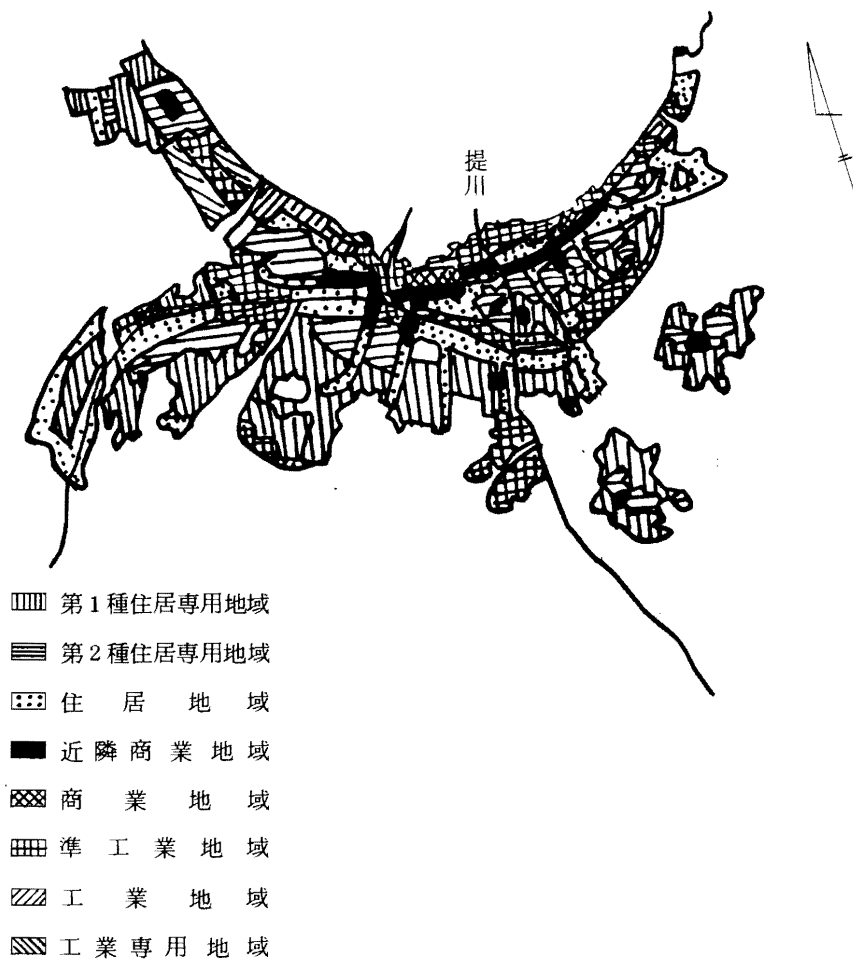 提川
第1種住居専用地域
第2種住居専用地域
住居地域
近隣商業地域
商業地域
準工業地域
工業地域
工業専用地域